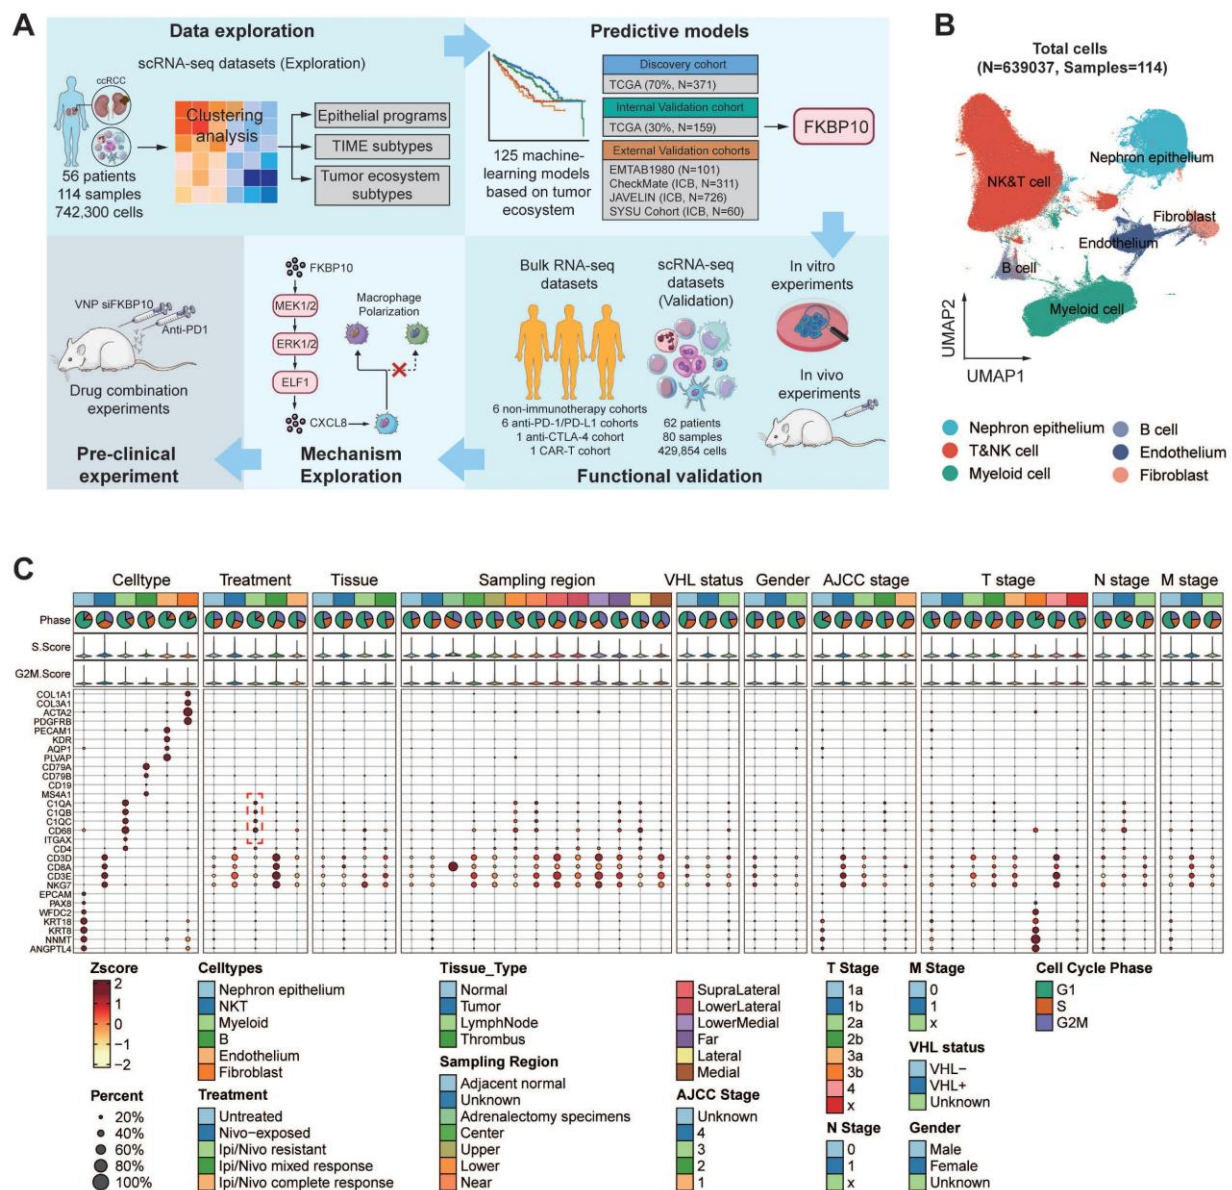 A
Data exploration
scRNA-seq datasets (Exploration)
ccRCC
56 patients
114 samples
742,300 cells
Clustering
analysis
Epithelial programs
TIME subtypes
Tumor ecosystem
subtypes
Predictive models
125 machine-
learning models
based on tumor
ecosystem
Discovery cohort
TCGA (70%, N=371)
Internal Validation cohort
TCGA (30%, N=159)
External Validation cohorts
EMTAB1980 (N=101)
CheckMate (ICB, N=311)
JAVELIN (ICB, N=726)
SYSU Cohort (ICB, N=60)
FKBP10
VNP siFKBP10
Anti-PD1
Drug combination
experiments
Pre-clinical
experiment
FKBP10
MEK1/2
ERK1/2
ELF1
CXCL8
Macrophage
Polarization
Mechanism
Exploration
Bulk RNA-seq
datasets
6 non-immunotherapy cohorts
6 anti-PD-1/PD-L1 cohorts
1 anti-CTLA-4 cohort
1 CAR-T cohort
scRNA-seq
datasets
(Validation)
62 patients
80 samples
429,854 cells
In vitro
experiments
In vivo
experiments
Functional validation
B
Total cells
(N=639037, Samples=114)
NK&T cell
Nephron epithelium
Fibroblast
Endothelium
B cell
Myeloid cell
UMAP2
UMAP1
Nephron epithelium
T&NK cell
Myeloid cell
B cell
Endothelium
Fibroblast
C
Celltype
Treatment
Tissue
Sampling region
VHL status
Gender
AJCC stage
T stage
N stage
M stage
Phase
S.Score
G2M.Score
COL1A1
COL3A1
ACTA2
PDGFRB
PECAM1
KDR
AQP1
PLVAP
CD79A
CD79B
CD19
MS4A1
C1QA
C1QB
C1QC
CD68
ITGAX
CD4
CD3D
CD8A
CD3E
NKG7
EPCAM
PAX8
WFDC2
KRT18
KRT8
NNMT
ANGPTL4
Zscore
2
1
0
−1
−2
Percent
20%
40%
60%
80%
100%
Celltypes
Nephron epithelium
NKT
Myeloid
B
Endothelium
Fibroblast
Treatment
Untreated
Nivo−exposed
Ipi/Nivo resistant
Ipi/Nivo mixed response
Ipi/Nivo complete response
Tissue_Type
Normal
Tumor
LymphNode
Thrombus
Sampling Region
Adjacent normal
Unknown
Adrenalectomy specimens
Center
Upper
Lower
Near
SupraLateral
LowerLateral
LowerMedial
Far
Lateral
Medial
AJCC Stage
Unknown
4
3
2
1
T Stage
1a
1b
2a
2b
3a
3b
4
x
N Stage
0
1
x
M Stage
0
1
x
VHL status
VHL−
VHL+
Unknown
Gender
Male
Female
Unknown
Cell Cycle Phase
G1
S
G2M